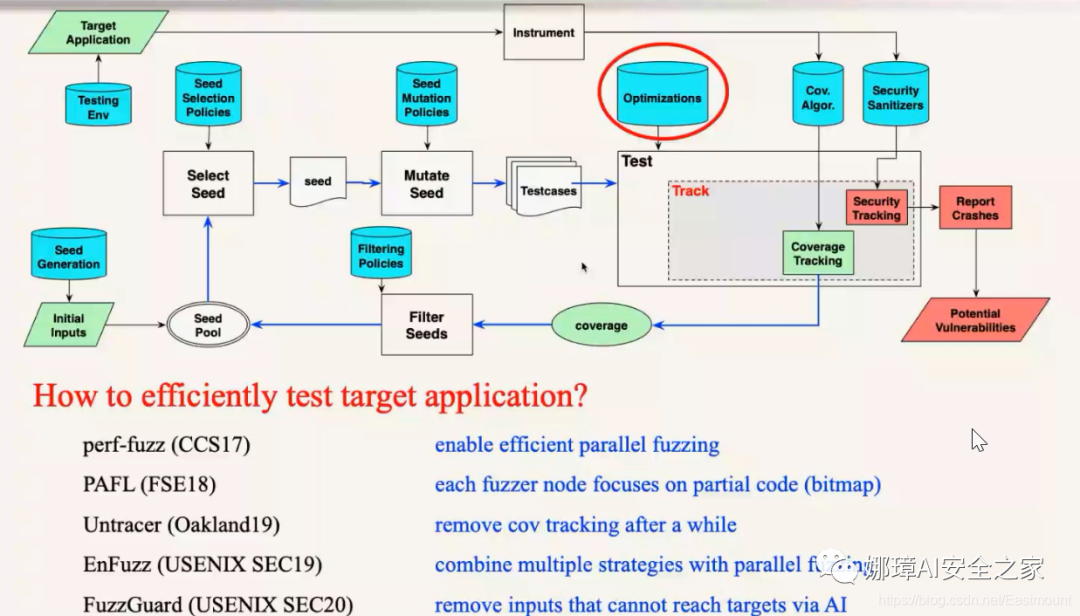 Target
Application
Instrument
Testing
Env
Seed
Selection
Policies
Seed
Mutation
Policies
Optimizations
Cov.
Algor.
Security
Sanitizers
Select
Seed
seed
Mutate
Seed
Testcases
Test
Track
Security
Tracking
Report
Crashes
Coverage
Tracking
Seed
Generation
Filtering
Policies
Initial
Inputs
Seed
Pool
Filter
Seeds
coverage
Potential
Vulnerabilities
How to efficiently test target application?
perf-fuzz (CCS17) enable efficient parallel fuzzing
PAFL (FSE18) each fuzzer node focuses on partial code (bitmap)
Untracer (Oakland19) remove cov tracking after a while
EnFuzz (USENIX SEC19) combine multiple strategies with parallel
娜璋AI安全之家
FuzzGuard (USENIX SEC20) remove inputs that cannot reach targets via AI
https://blog.csdn.net/Eastmount